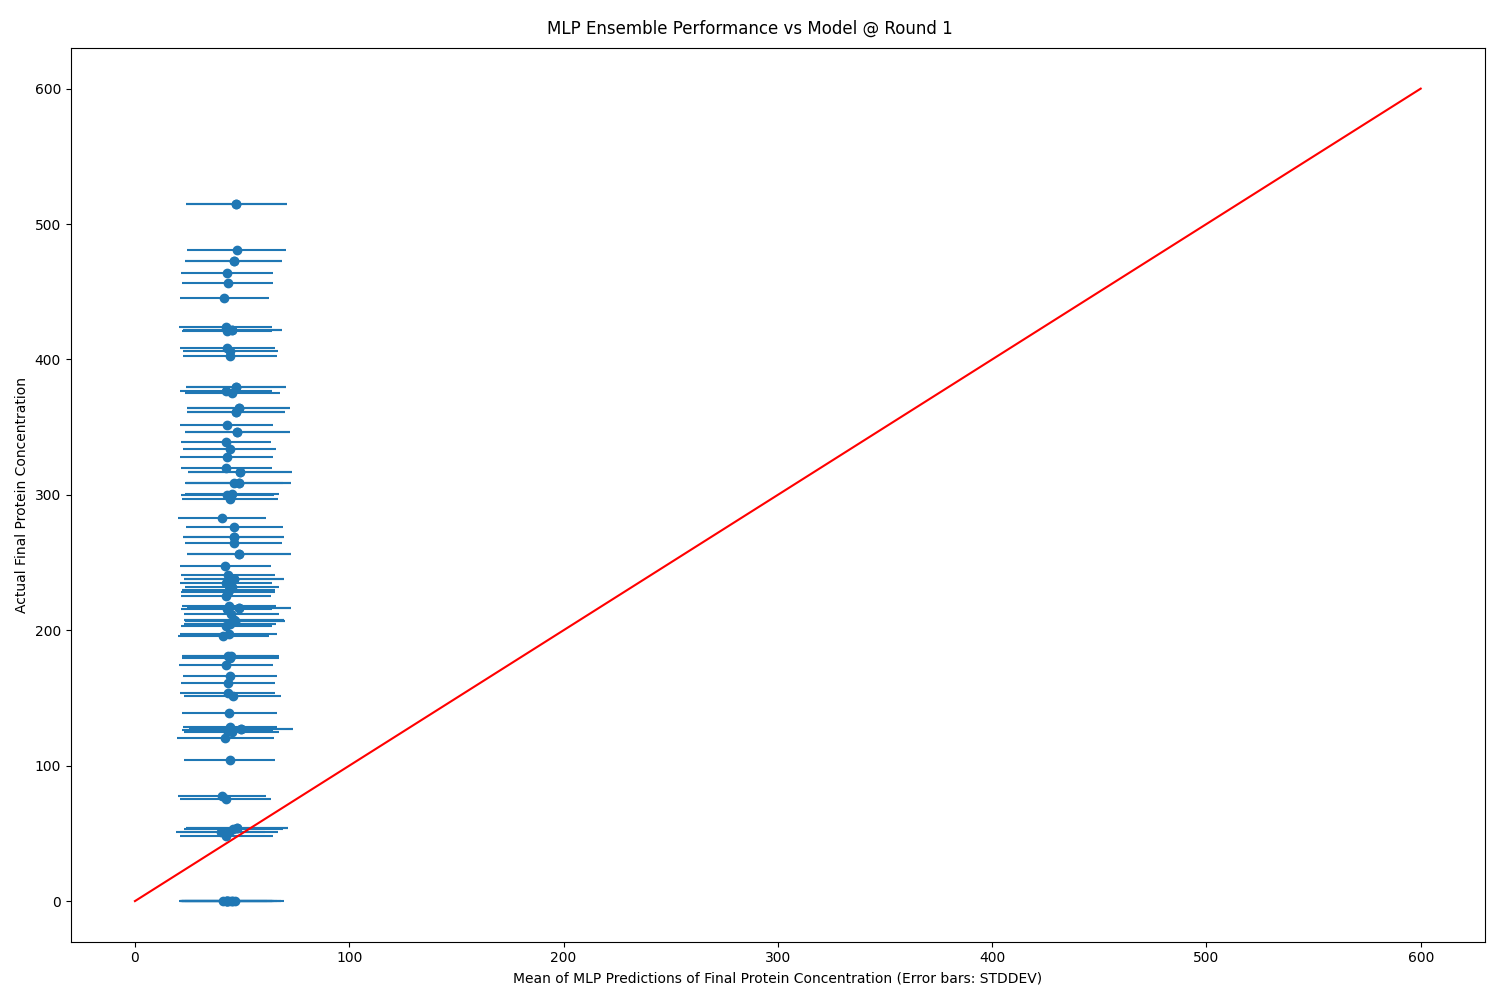 MLP Ensemble Performance vs Model @ Round 1
Actual Final Protein Concentration
600
500
400
300
200
100
0
0 100 200 300 400 500 600
Mean of MLP Predictions of Final Protein Concentration (Error bars: STDDEV)